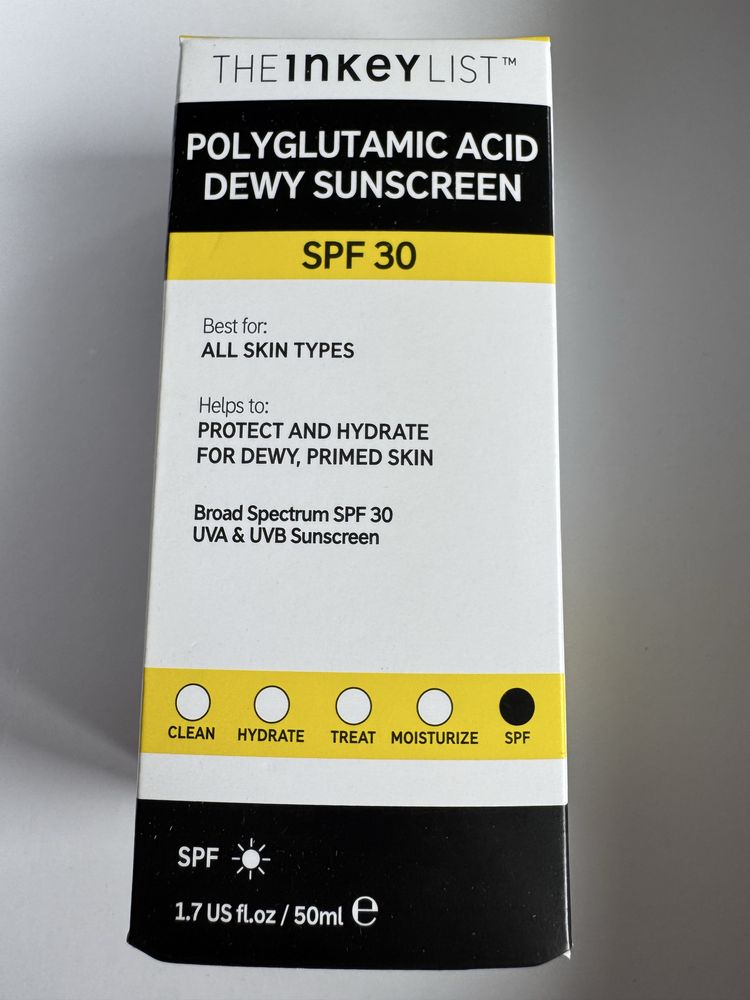 THE INKEY LIST™
POLYGLUTAMIC ACID
DEWY SUNSCREEN
SPF 30
Best for:
ALL SKIN TYPES
Helps to:
PROTECT AND HYDRATE
FOR DEWY, PRIMED SKIN
Broad Spectrum SPF 30
UVA & UVB Sunscreen
CLEAN HYDRATE TREAT MOISTURIZE SPF
SPF
1.7 US fl.oz / 50ml ℮